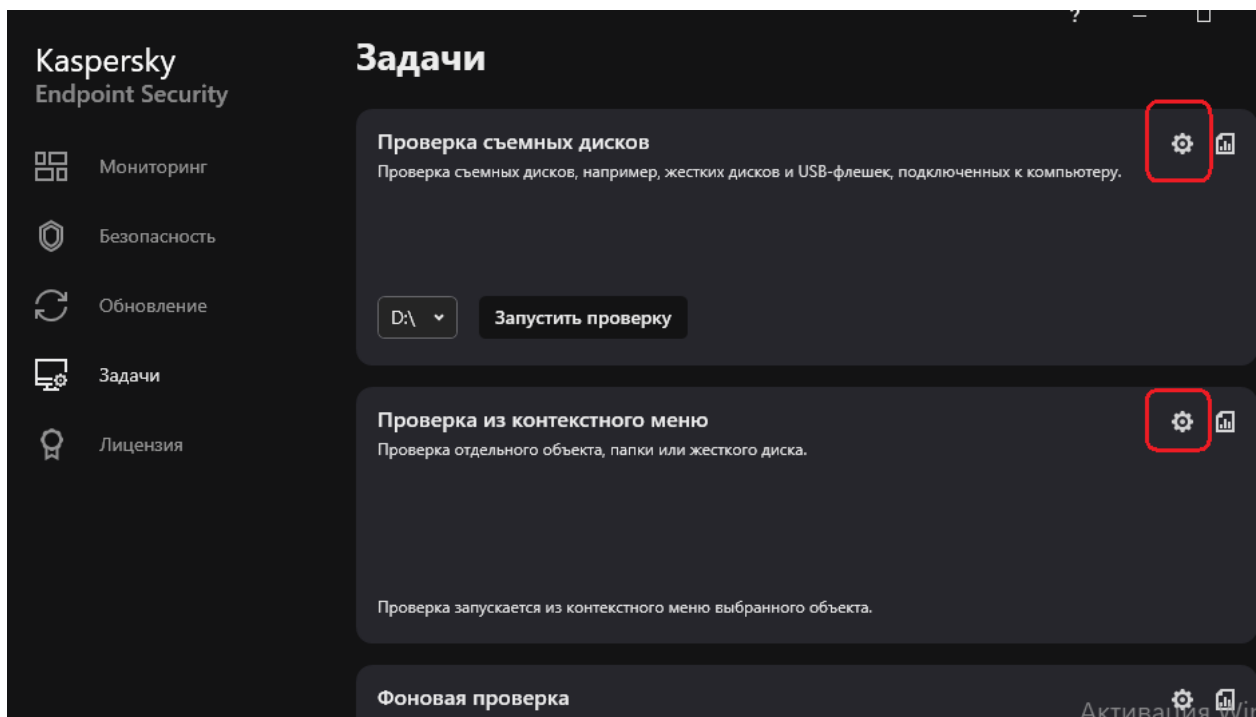 ?
Kaspersky
Endpoint Security
Мониторинг
Безопасность
Обновление
Задачи
Лицензия
Задачи
Проверка съемных дисков
Проверка съемных дисков, например, жестких дисков и USB-флешек, подключенных к компьютеру.
D:\
Запустить проверку
Проверка из контекстного меню
Проверка отдельного объекта, папки или жесткого диска.
Проверка запускается из контекстного меню выбранного объекта.
Фоновая проверка
Активация Win